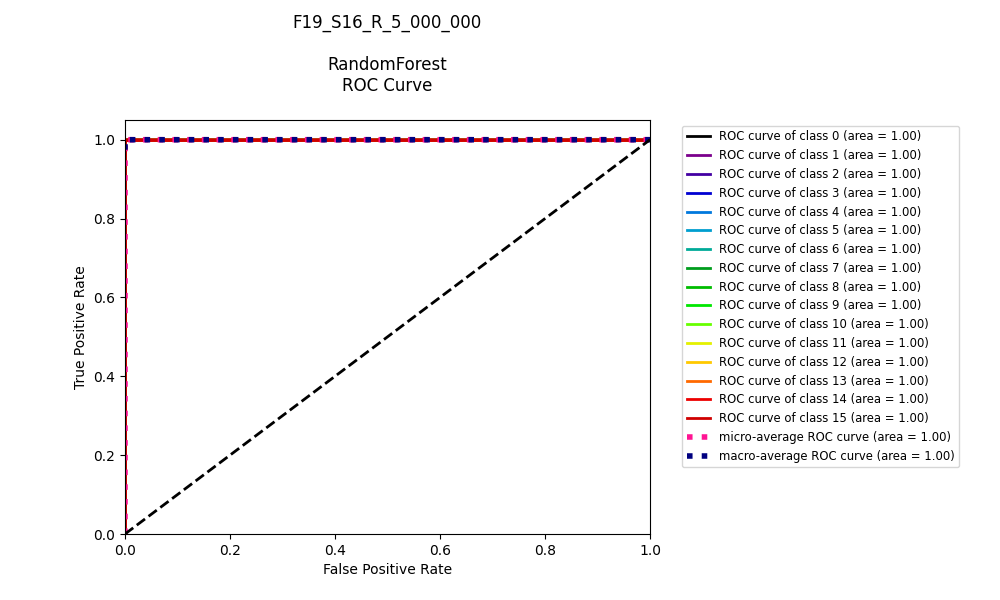 F19_S16_R_5_000_000
RandomForest
ROC Curve
1.0
0.8
0.6
0.4
0.2
0.0
True Positive Rate
0.0 0.2 0.4 0.6 0.8 1.0
False Positive Rate
ROC curve of class 0 (area = 1.00)
ROC curve of class 1 (area = 1.00)
ROC curve of class 2 (area = 1.00)
ROC curve of class 3 (area = 1.00)
ROC curve of class 4 (area = 1.00)
ROC curve of class 5 (area = 1.00)
ROC curve of class 6 (area = 1.00)
ROC curve of class 7 (area = 1.00)
ROC curve of class 8 (area = 1.00)
ROC curve of class 9 (area = 1.00)
ROC curve of class 10 (area = 1.00)
ROC curve of class 11 (area = 1.00)
ROC curve of class 12 (area = 1.00)
ROC curve of class 13 (area = 1.00)
ROC curve of class 14 (area = 1.00)
ROC curve of class 15 (area = 1.00)
micro-average ROC curve (area = 1.00)
macro-average ROC curve (area = 1.00)